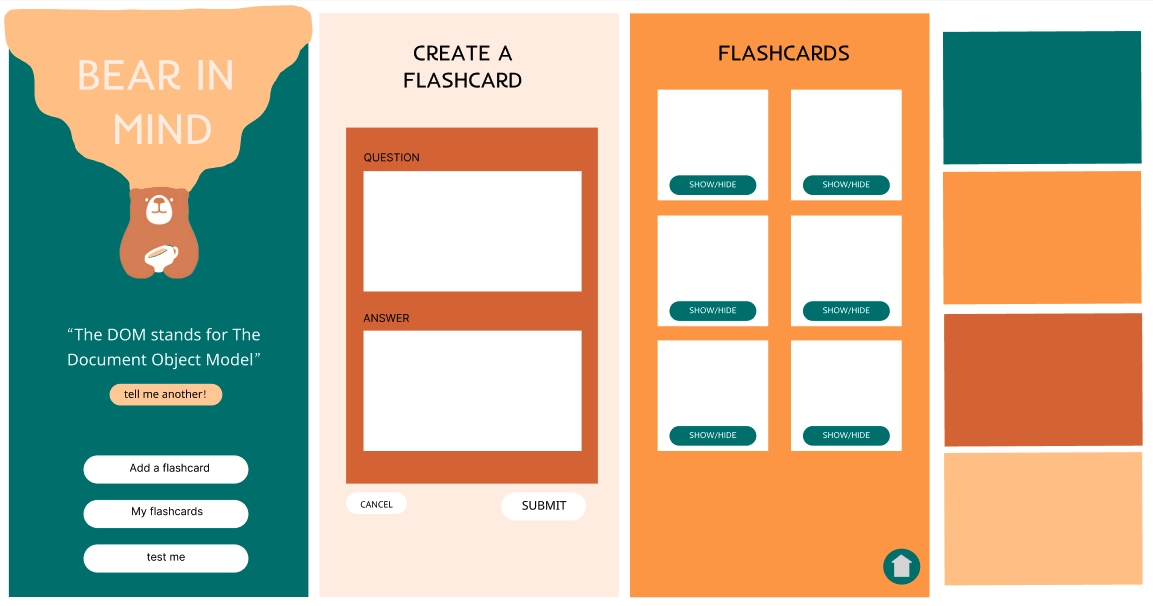 BEAR IN
MIND
“The DOM stands for The
Document Object Model”
tell me another!
Add a flashcard
My flashcards
test me
CREATE A
FLASHCARD
QUESTION
ANSWER
CANCEL
SUBMIT
FLASHCARDS
SHOW/HIDE
SHOW/HIDE
SHOW/HIDE
SHOW/HIDE
SHOW/HIDE
SHOW/HIDE